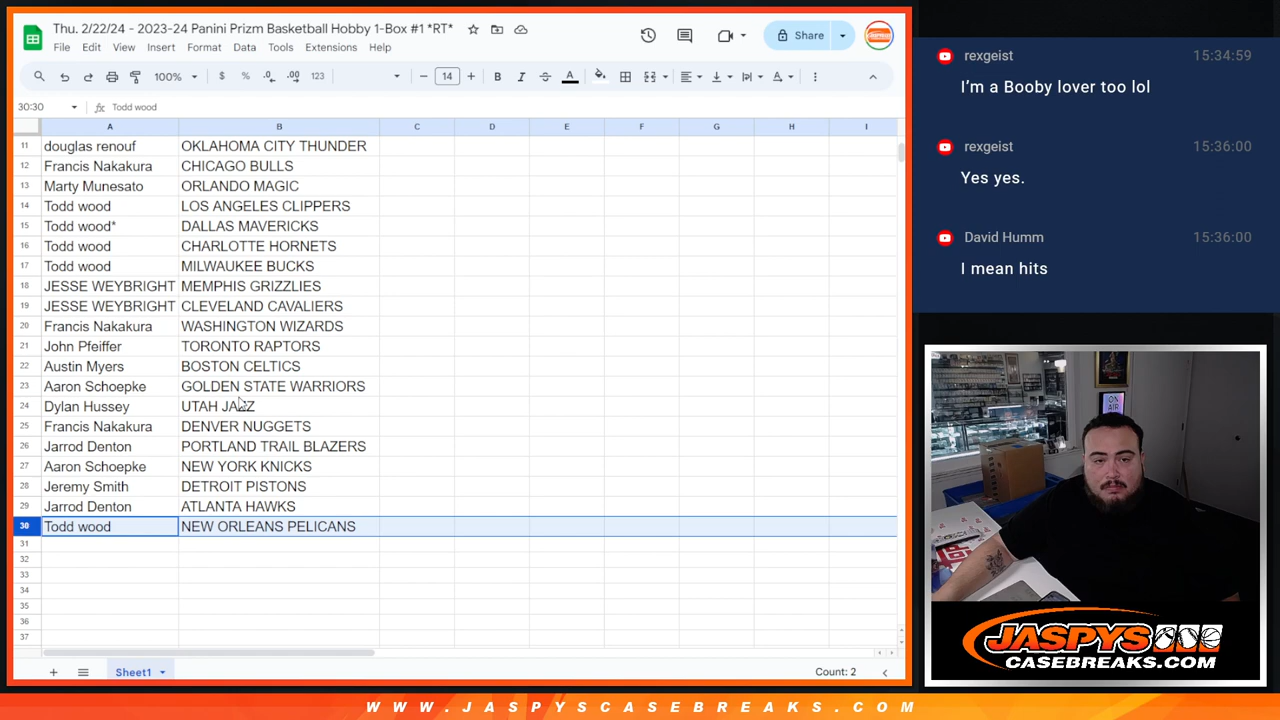 Thu. 2/22/24 - 2023-24 Panini Prizm Basketball Hobby 1-Box #1 *RT*
File Edit View Insert Format Data Tools Extensions Help
Share
100% $ % .0 .00 123 14 B I A
30:30 fx Todd wood
A B C D E F G H I
11 douglas renouf OKLAHOMA CITY THUNDER
12 Francis Nakakura CHICAGO BULLS
13 Marty Munesato ORLANDO MAGIC
14 Todd wood LOS ANGELES CLIPPERS
15 Todd wood* DALLAS MAVERICKS
16 Todd wood CHARLOTTE HORNETS
17 Todd wood MILWAUKEE BUCKS
18 JESSE WEYBRIGHT MEMPHIS GRIZZLIES
19 JESSE WEYBRIGHT CLEVELAND CAVALIERS
20 Francis Nakakura WASHINGTON WIZARDS
21 John Pfeiffer TORONTO RAPTORS
22 Austin Myers BOSTON CELTICS
23 Aaron Schoepke GOLDEN STATE WARRIORS
24 Dylan Hussey UTAH JAZZ
25 Francis Nakakura DENVER NUGGETS
26 Jarrod Denton PORTLAND TRAIL BLAZERS
27 Aaron Schoepke NEW YORK KNICKS
28 Jeremy Smith DETROIT PISTONS
29 Jarrod Denton ATLANTA HAWKS
30 Todd wood NEW ORLEANS PELICANS
31
32
33
34
35
36
37
Sheet1 Count: 2
rexgeist 15:34:59
I'm a Booby lover too lol
rexgeist 15:36:00
Yes yes.
David Humm 15:36:00
I mean hits
ON
AIR
JASPYS
CASEBREAKS.COM
WWW.JASPYSCASEBREAKS.COM